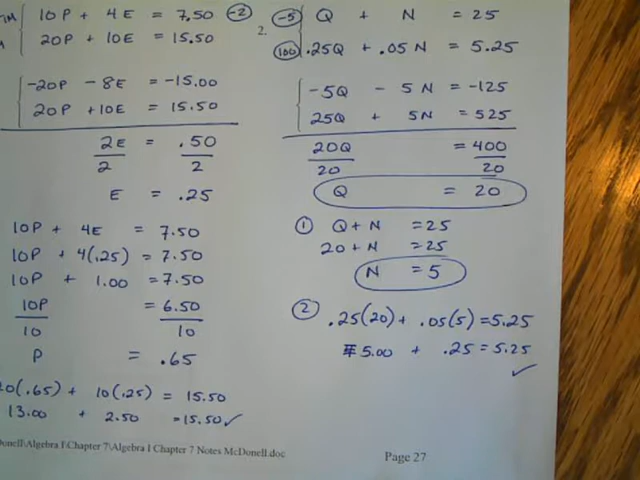 10P + 4E = 7.50 (-2)
20P + 10E = 15.50
-20P - 8E = -15.00
20P + 10E = 15.50
2E = .50
2 2
E = .25
10P + 4E = 7.50
10P + 4(.25) = 7.50
10P + 1.00 = 7.50
10P = 6.50
10 10
P = .65
20(.65) + 10(.25) = 15.50
13.00 + 2.50 = 15.50 ✓
2.
(-5) Q + N = 25
(100) .25Q + .05N = 5.25
-5Q - 5N = -125
25Q + 5N = 525
20Q = 400
20 20
Q = 20
① Q + N = 25
20 + N = 25
N = 5
② .25(20) + .05(5) = 5.25
5.00 + .25 = 5.25
✓
Donell\Algebra I\Chapter 7\Algebra I Chapter 7 Notes McDonell.doc
Page 27